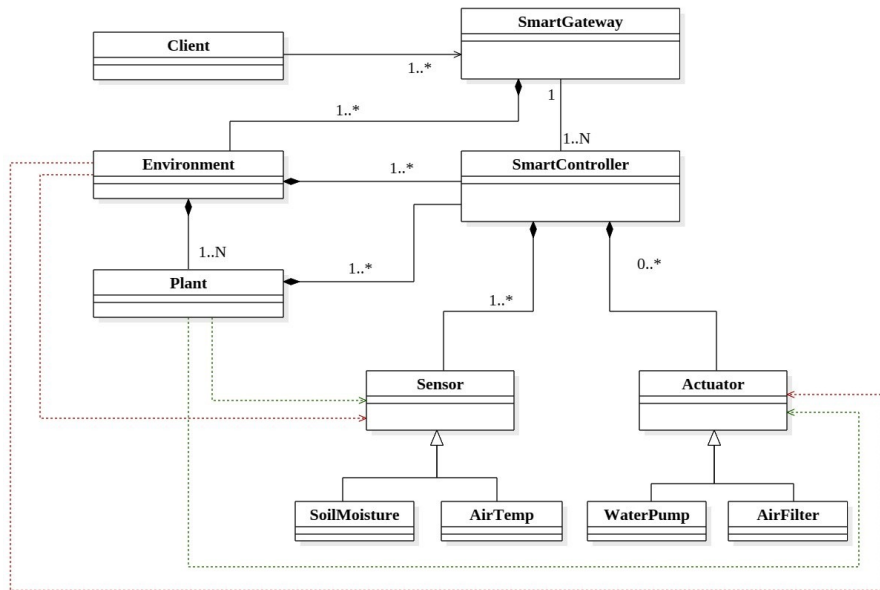 SmartGateway
Client
1..*
1
1..*
1..N
Environment
SmartController
1..*
1..N
Plant
1..*
0..*
1..*
Sensor
Actuator
SoilMoisture
AirTemp
WaterPump
AirFilter